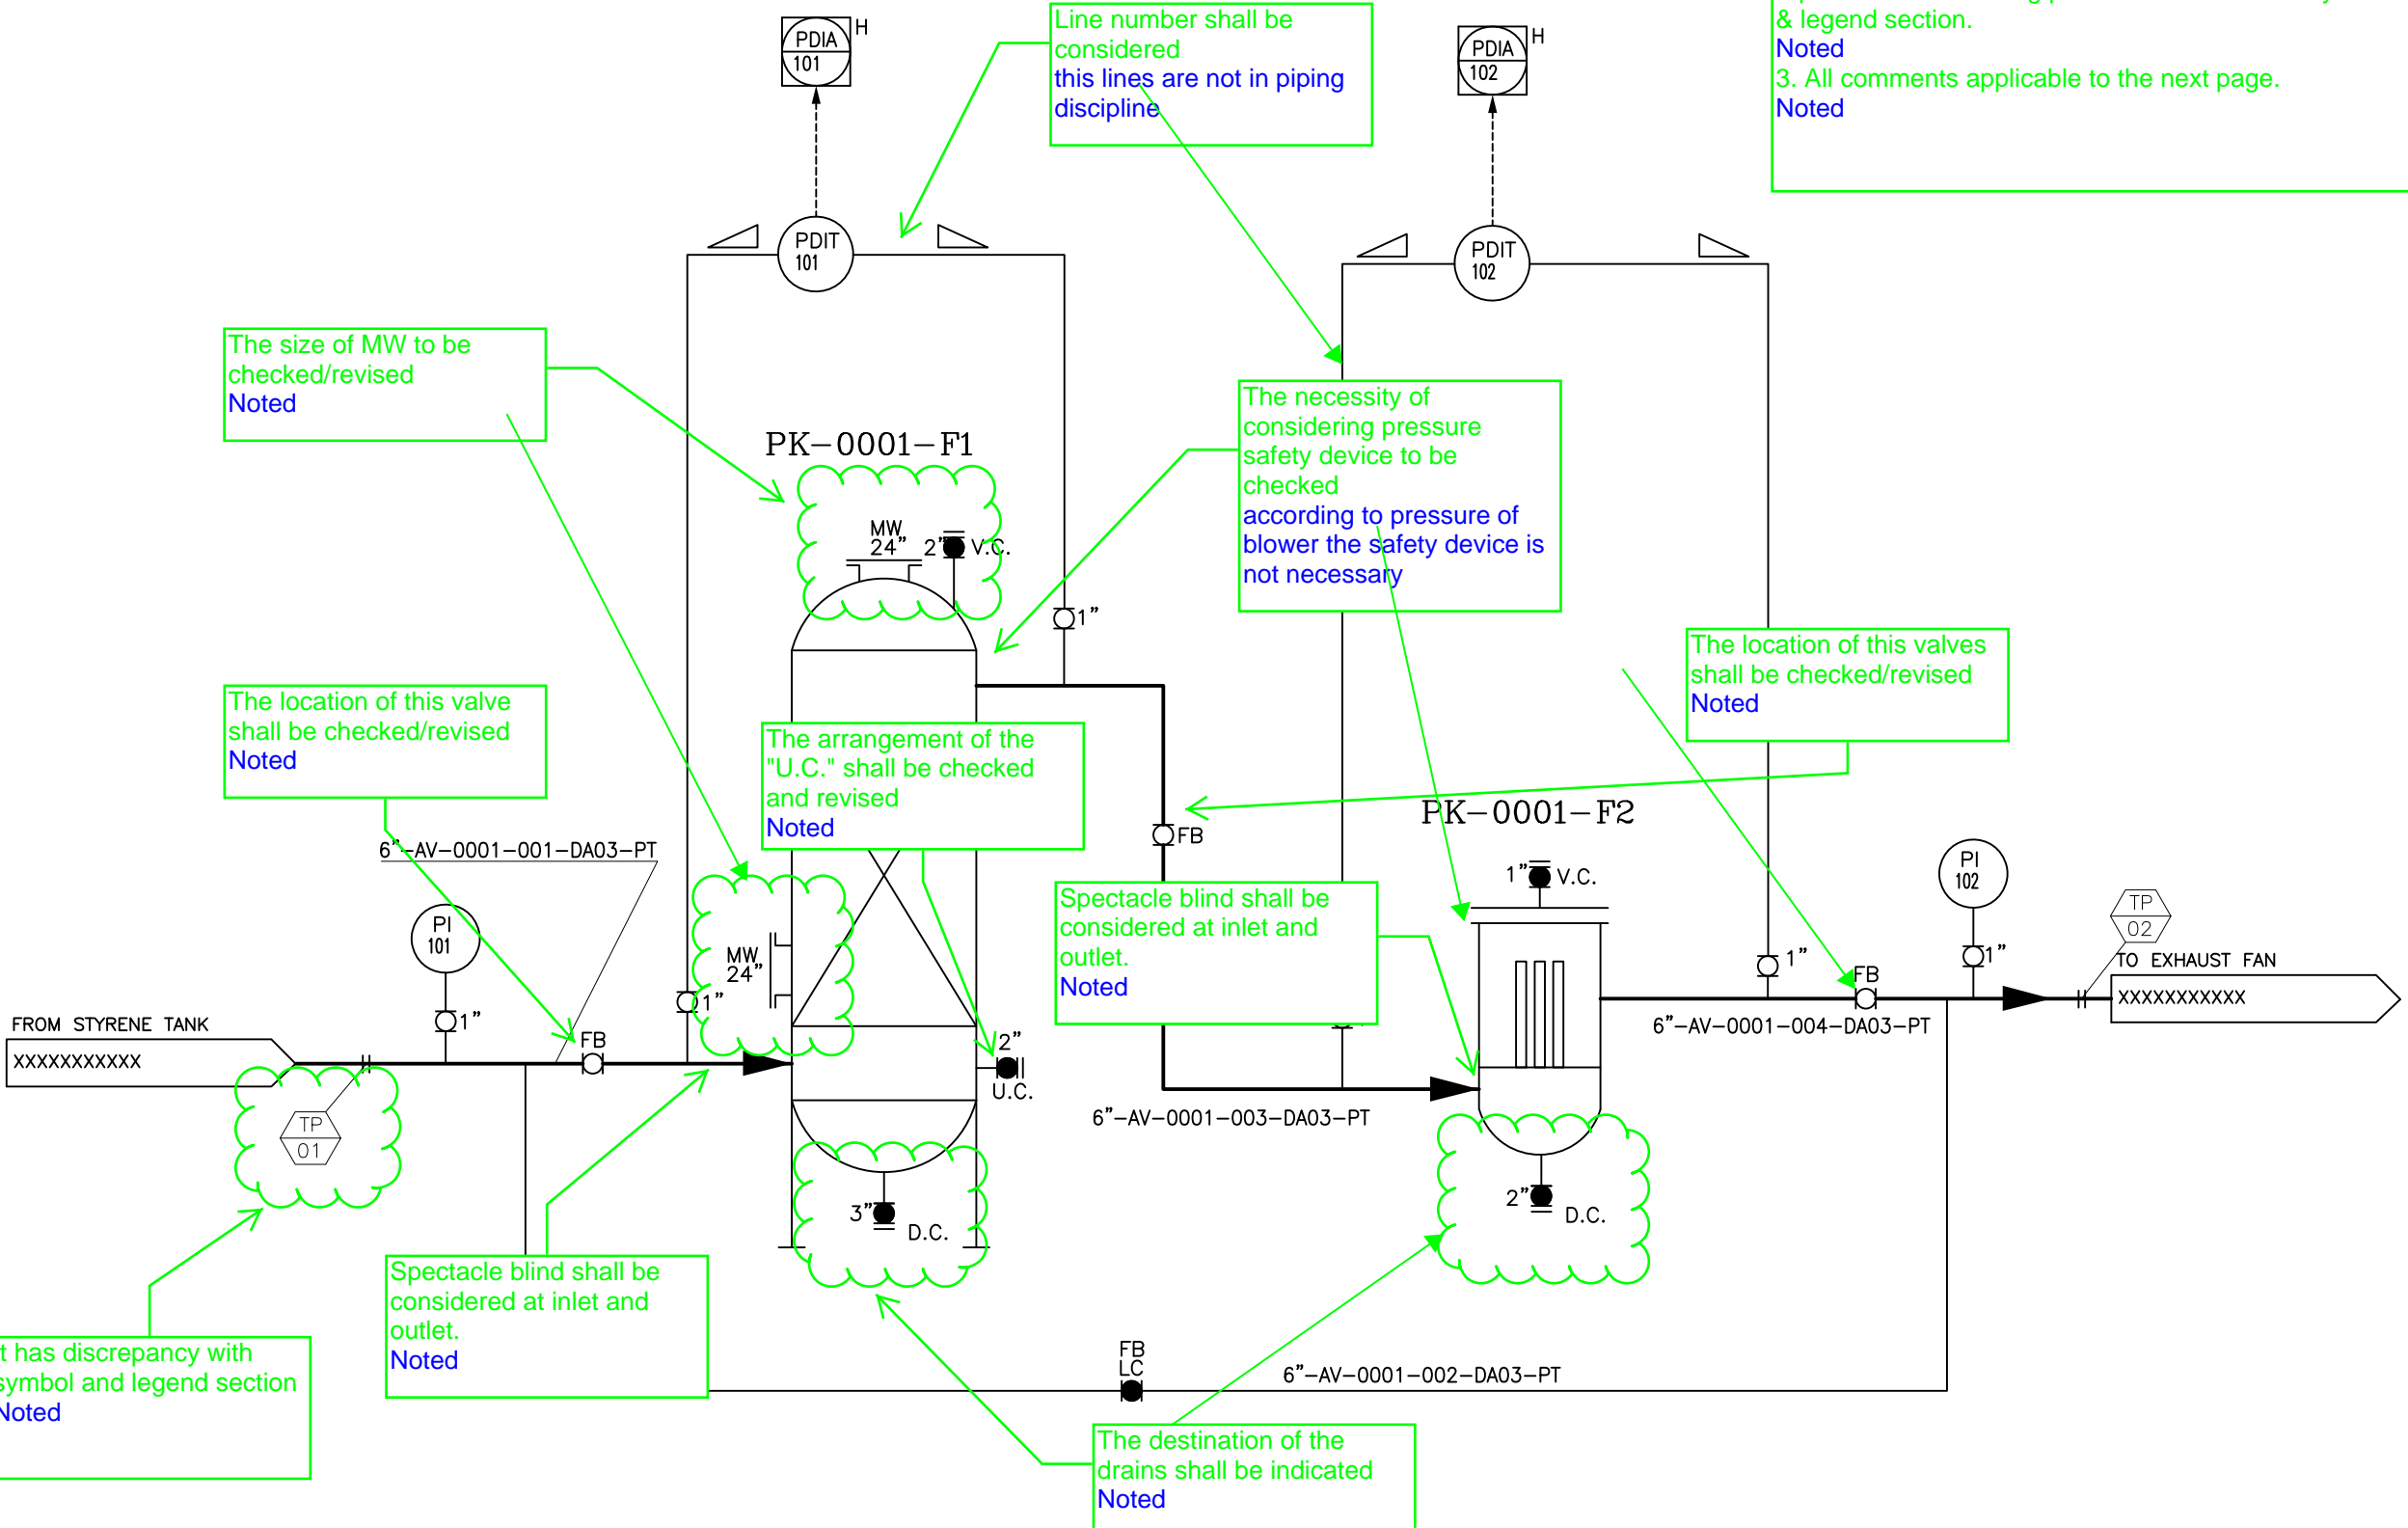 Line number shall be
considered
this lines are not in piping
discipline
& legend section.
Noted
3. All comments applicable to the next page.
Noted
PDIA
101
H
PDIA
102
H
PDIT
101
PDIT
102
The size of MW to be
checked/revised
Noted
The necessity of
considering pressure
safety device to be
checked
according to pressure of
blower the safety device is
not necessary
PK-0001-F1
MW
24"
2"
V.C.
1"
The location of this valves
shall be checked/revised
Noted
The location of this valve
shall be checked/revised
Noted
The arrangement of the
"U.C." shall be checked
and revised
Noted
FB
PK-0001-F2
6"-AV-0001-001-DA03-PT
1"
V.C.
PI
102
Spectacle blind shall be
considered at inlet and
outlet.
Noted
PI
101
TP
02
MW
24"
1"
FB
1"
TO EXHAUST FAN
XXXXXXXXXXX
1"
1"
FROM STYRENE TANK
XXXXXXXXXXX
FB
2"
U.C.
6"-AV-0001-004-DA03-PT
6"-AV-0001-003-DA03-PT
TP
01
3"
D.C.
2"
D.C.
Spectacle blind shall be
considered at inlet and
outlet.
Noted
has discrepancy with
symbol and legend section
Noted
FB
LC
6"-AV-0001-002-DA03-PT
The destination of the
drains shall be indicated
Noted